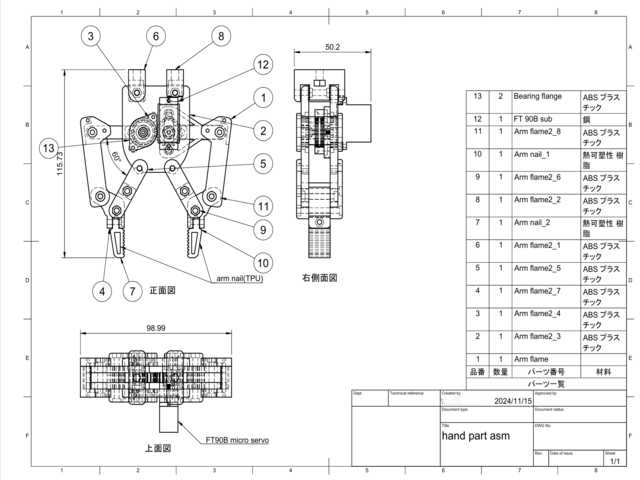 1 2 3 4 5 6 7 8
A
B
C
D
E
F
3 6 8 12 1 2 5 11 9 10 13 4 7
115.73
60°
arm nail(TPU)
正面図
50.2
右側面図
98.99
FT90B micro servo
上面図
13 2 Bearing flange ABS プラスチック
12 1 FT 90B sub 鋼
11 1 Arm flame2_8 ABS プラスチック
10 1 Arm nail_1 熱可塑性 樹脂
9 1 Arm flame2_6 ABS プラスチック
8 1 Arm flame2_2 ABS プラスチック
7 1 Arm nail_2 熱可塑性 樹脂
6 1 Arm flame2_1 ABS プラスチック
5 1 Arm flame2_5 ABS プラスチック
4 1 Arm flame2_7 ABS プラスチック
3 1 Arm flame2_4 ABS プラスチック
2 1 Arm flame2_3 ABS プラスチック
1 1 Arm flame
品番 数量 パーツ番号 材料
パーツ一覧
Dept. Technical reference Created by Approved by
2024/11/15
Document type Document status
Title DWG No.
hand part asm
Rev. Date of issue Sheet
1/1
A
B
C
D
E
F
1 2 3 4 5 6 7 8